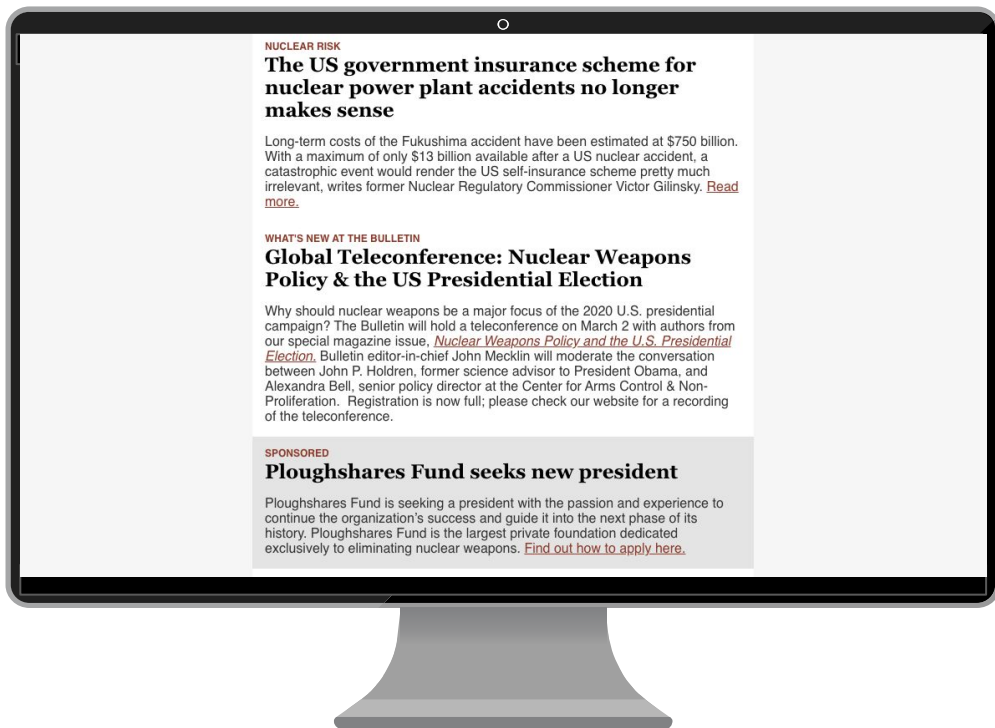 NUCLEAR RISK
The US government insurance scheme for
nuclear power plant accidents no longer
makes sense
Long-term costs of the Fukushima accident have been estimated at $750 billion.
With a maximum of only $13 billion available after a US nuclear accident, a
catastrophic event would render the US self-insurance scheme pretty much
irrelevant, writes former Nuclear Regulatory Commissioner Victor Gilinsky. Read
more.
WHAT'S NEW AT THE BULLETIN
Global Teleconference: Nuclear Weapons
Policy & the US Presidential Election
Why should nuclear weapons be a major focus of the 2020 U.S. presidential
campaign? The Bulletin will hold a teleconference on March 2 with authors from
our special magazine issue, Nuclear Weapons Policy and the U.S. Presidential
Election. Bulletin editor-in-chief John Mecklin will moderate the conversation
between John P. Holdren, former science advisor to President Obama, and
Alexandra Bell, senior policy director at the Center for Arms Control & Non-
Proliferation.  Registration is now full; please check our website for a recording
of the teleconference.
SPONSORED
Ploughshares Fund seeks new president
Ploughshares Fund is seeking a president with the passion and experience to
continue the organization's success and guide it into the next phase of its
history. Ploughshares Fund is the largest private foundation dedicated
exclusively to eliminating nuclear weapons. Find out how to apply here.